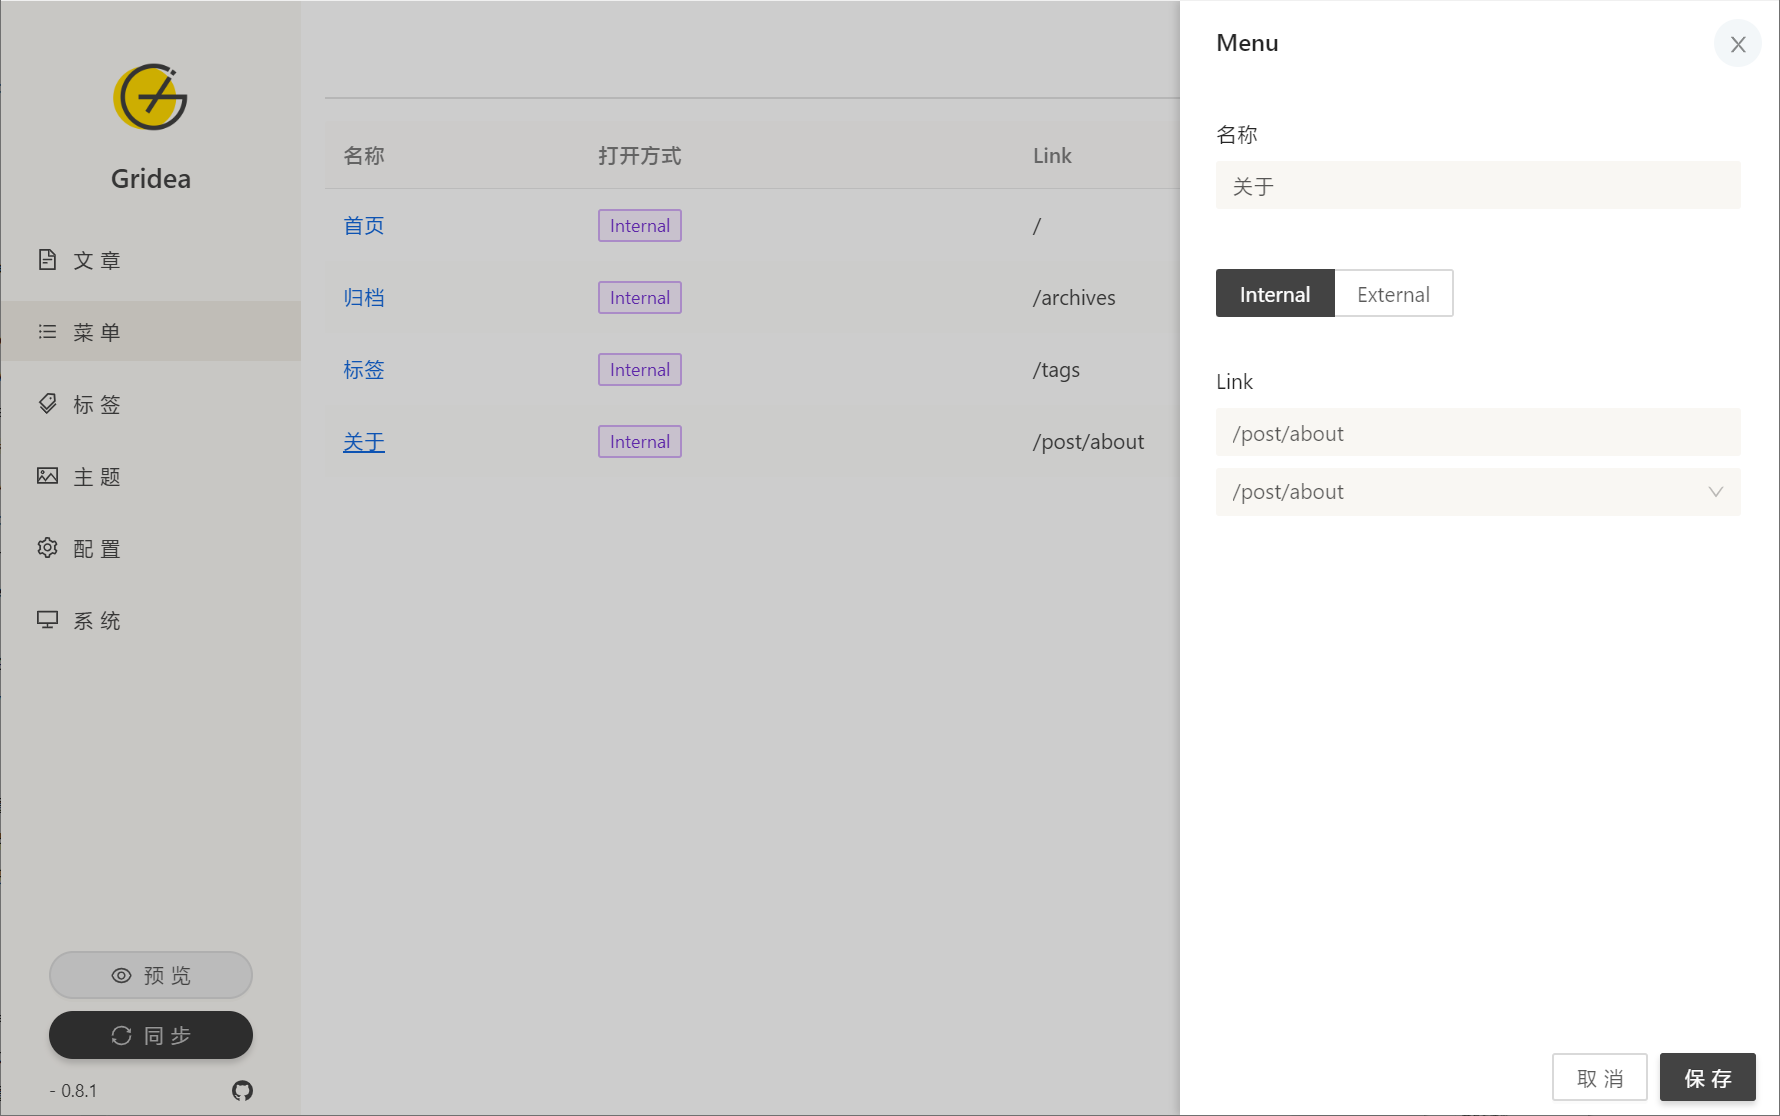 Gridea
文章
菜单
标签
主题
配置
系统
预览
同步
- 0.8.1
名称 打开方式 Link
首页 Internal /
归档 Internal /archives
标签 Internal /tags
关于 Internal /post/about
Menu
名称
关于
Internal External
Link
/post/about
/post/about
取消 保存